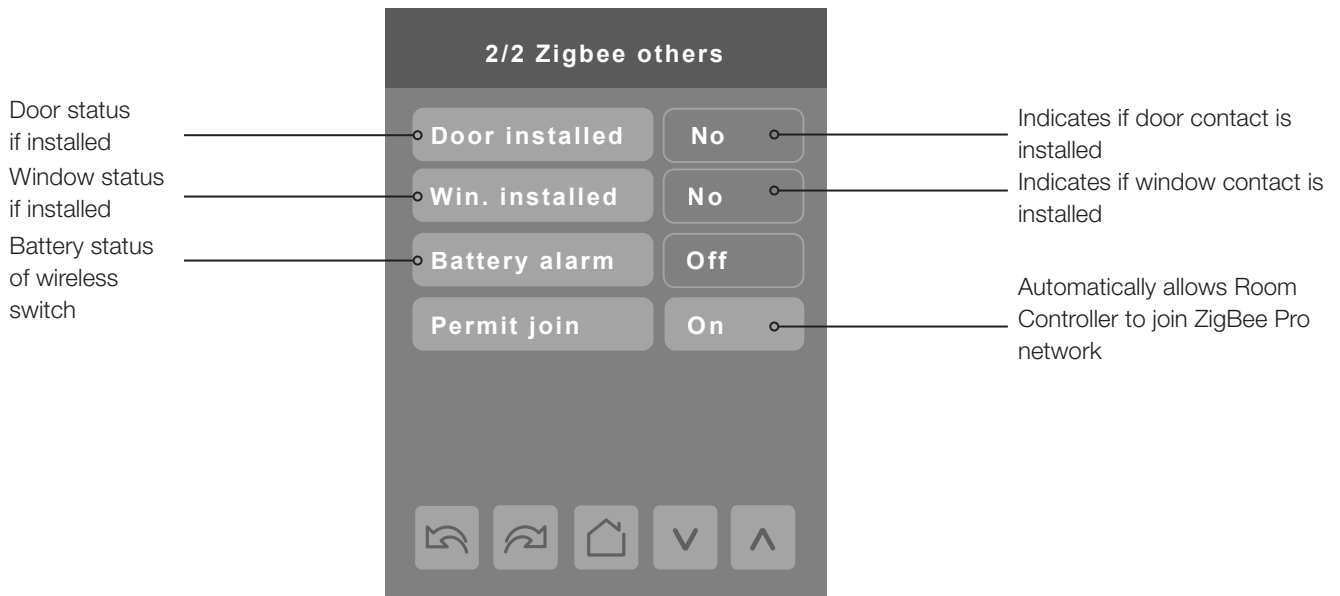 2/2 Zigbee others
Door status
if installed
Window status
if installed
Battery status
of wireless
switch
Door installed
No
Win. installed
No
Battery alarm
Off
Permit join
On
Indicates if door contact is
installed
Indicates if window contact is
installed
Automatically allows Room
Controller to join ZigBee Pro
network